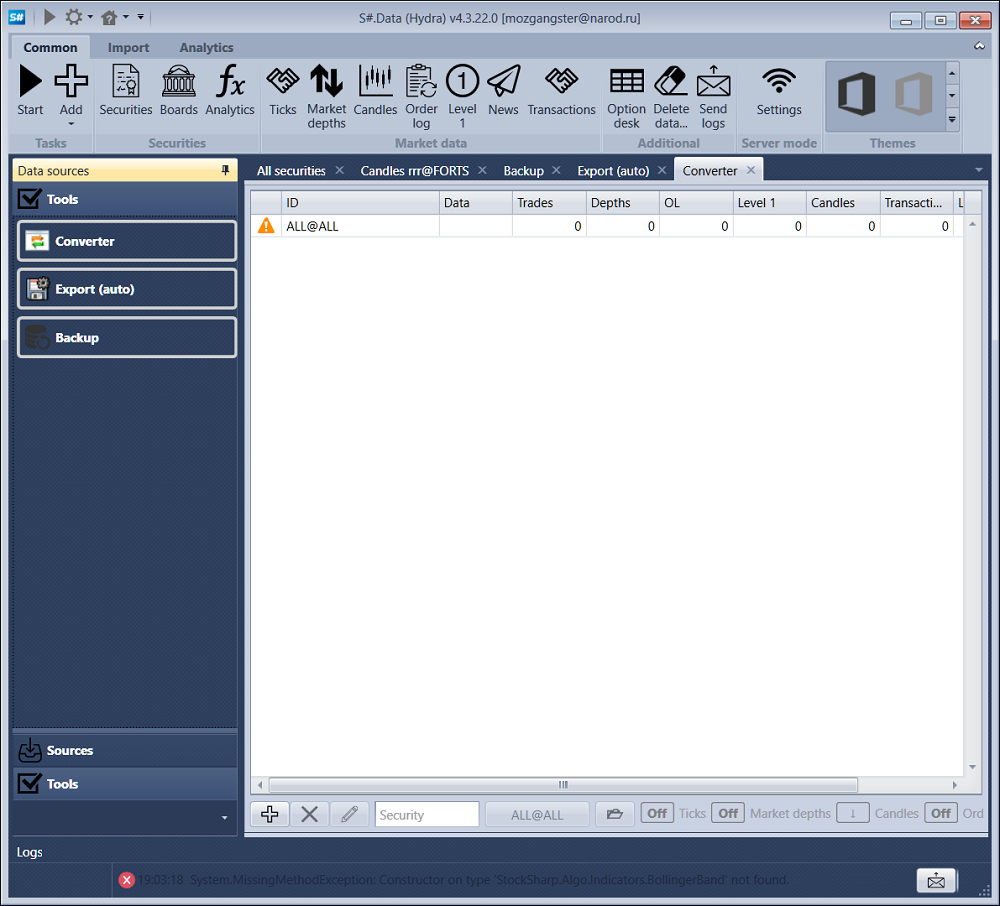 S# S#.Data (Hydra) v4.3.22.0 [mozgangster@narod.ru]
Common Import Analytics
Start Add Securities Boards Analytics Ticks Market depths Candles Order log Level 1 News Transactions Option desk Delete data... Send logs Settings
Tasks Securities Market data Additional Server mode Themes
Data sources
All securities Candles rrr@FORTS Backup Export (auto) Converter
Tools
ID Data Trades Depths OL Level 1 Candles Transacti... L
ALL@ALL 0 0 0 0 0 0
Converter
Export (auto)
Backup
Sources
Tools
Security ALL@ALL Off Ticks Off Market depths 1 Candles Off Ord
Logs
19:03:18 System.MissingMethodException: Constructor on type 'StockSharp.Algo.Indicators.BollingerBand' not found.